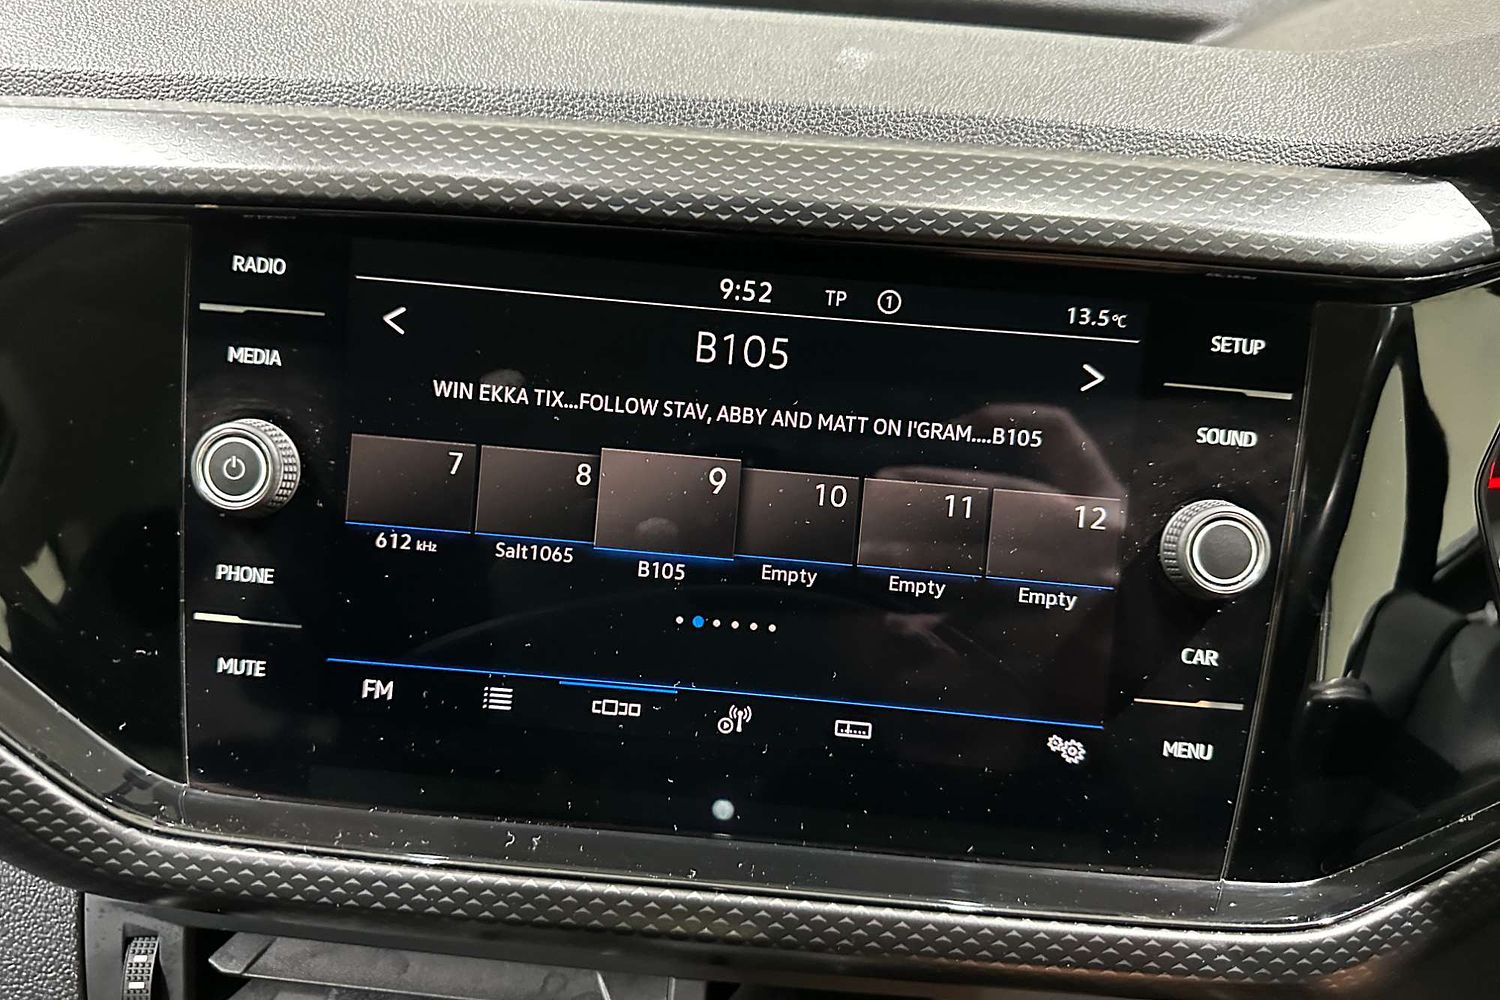 RADIO
MEDIA
PHONE
MUTE
9:52 TP 1 13.5°C
B105
WIN EKKA TIX...FOLLOW STAV, ABBY AND MATT ON I'GRAM....B105
7 8 9 10 11 12
612 kHz Salt1065 B105 Empty Empty Empty
FM
SETUP
SOUND
CAR
MENU